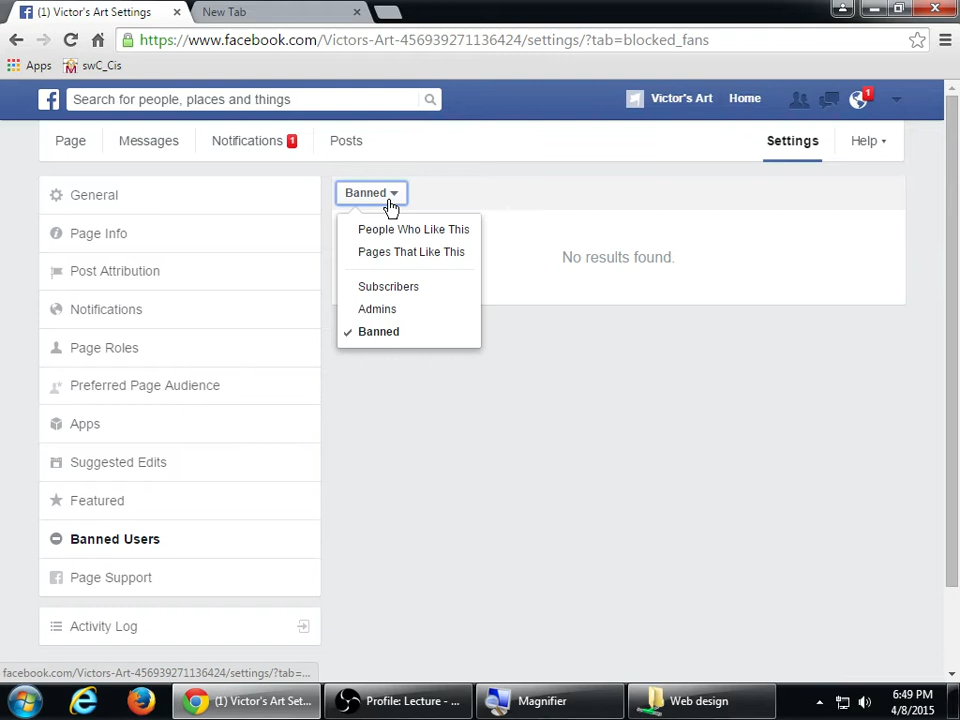 (1) Victor's Art Settings
New Tab
https://www.facebook.com/Victors-Art-456939271136424/settings/?tab=blocked_fans
Apps
swC_Cis
Search for people, places and things
Victor's Art
Home
1
Page
Messages
Notifications 1
Posts
Settings
Help
General
Page Info
Post Attribution
Notifications
Page Roles
Preferred Page Audience
Apps
Suggested Edits
Featured
Banned Users
Page Support
Activity Log
Banned
People Who Like This
Pages That Like This
Subscribers
Admins
Banned
No results found.
facebook.com/Victors-Art-456939271136424/settings/?tab=...
(1) Victor's Art Set...
Profile: Lecture - ...
Magnifier
Web design
6:49 PM
4/8/2015